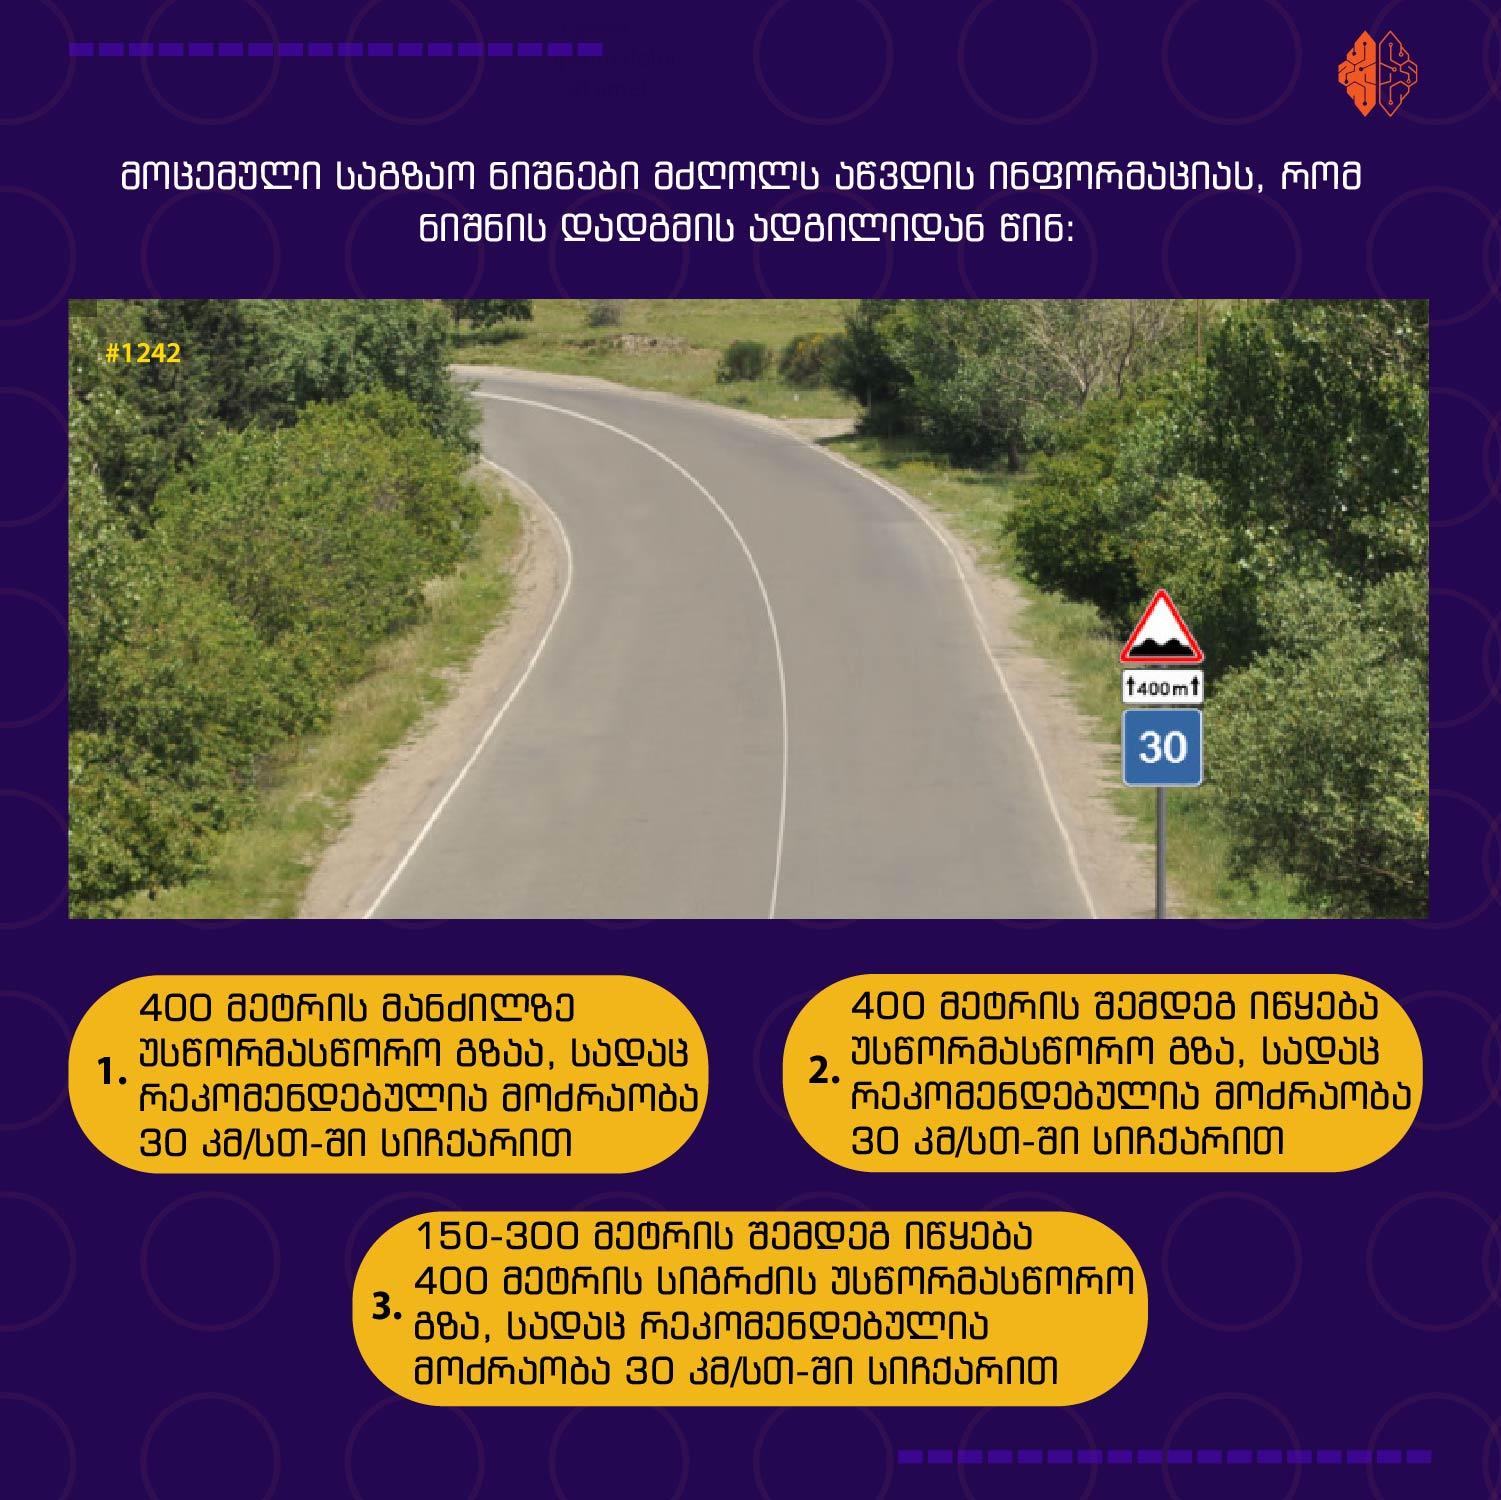 მოცემული საგზაო ნიშნები მძღოლს აწვდის ინფორმაციას, რომ
ნიშნის დადგმის ადგილიდან წინ:
#1242
400m
30
1. 400 მეტრის მანძილზე
უსწორმასწორო გზაა, სადაც
რეკომენდებულია მოძრაობა
30 კმ/სთ-ში სიჩქარით
2. 400 მეტრის შემდეგ იწყება
უსწორმასწორო გზა, სადაც
რეკომენდებულია მოძრაობა
30 კმ/სთ-ში სიჩქარით
3. 150-300 მეტრის შემდეგ იწყება
400 მეტრის სიგრძის უსწორმასწორო
გზა, სადაც რეკომენდებულია
მოძრაობა 30 კმ/სთ-ში სიჩქარით